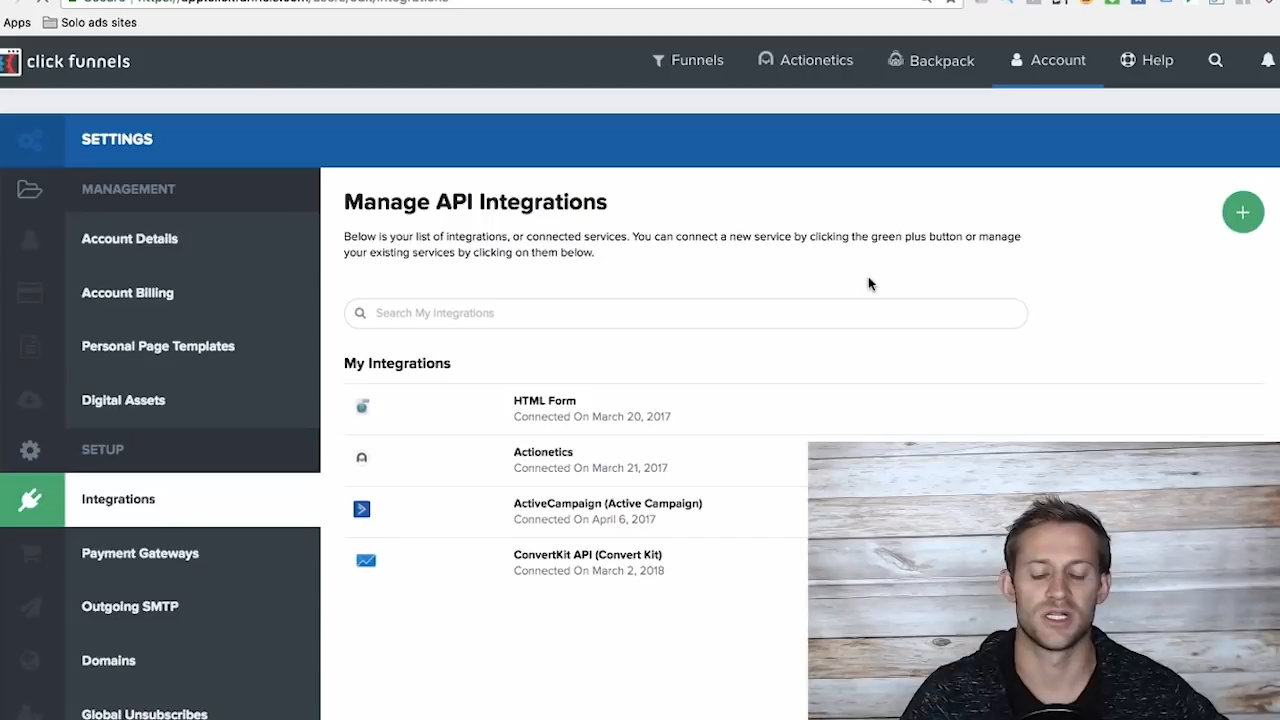 Apps Solo ads sites
click funnels
Funnels Actionetics Backpack Account Help
SETTINGS
MANAGEMENT
Account Details
Account Billing
Personal Page Templates
Digital Assets
SETUP
Integrations
Payment Gateways
Outgoing SMTP
Domains
Global Unsubscribes
Manage API Integrations
Below is your list of integrations, or connected services. You can connect a new service by clicking the green plus button or manage
your existing services by clicking on them below.
Search My Integrations
My Integrations
HTML Form
Connected On March 20, 2017
Actionetics
Connected On March 21, 2017
ActiveCampaign (Active Campaign)
Connected On April 6, 2017
ConvertKit API (Convert Kit)
Connected On March 2, 2018